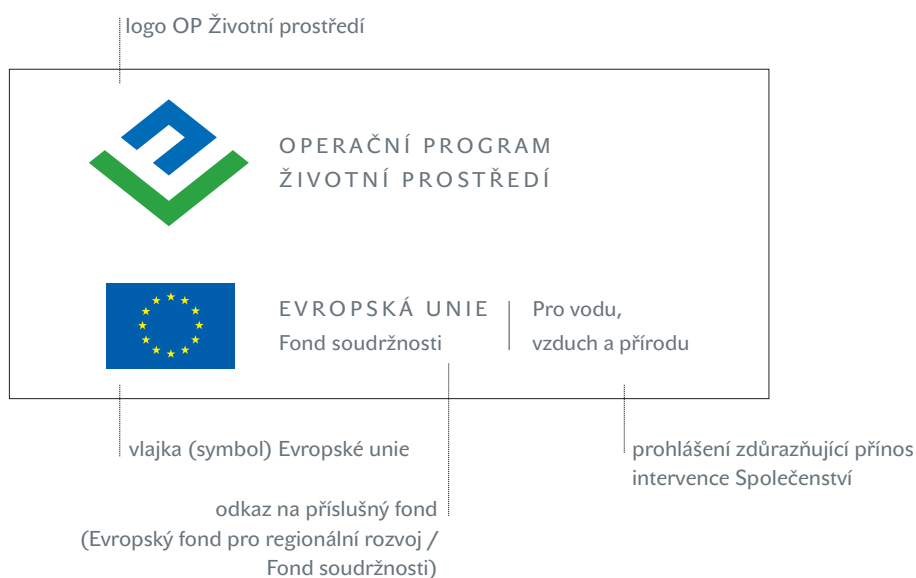 logo OP Životní prostředí
OPERAČNÍ PROGRAM
ŽIVOTNÍ PROSTŘEDÍ
EVROPSKÁ UNIE
Fond soudržnosti
Pro vodu,
vzduch a přírodu
vlajka (symbol) Evropské unie
prohlášení zdůrazňující přínos
intervence Společenství
odkaz na příslušný fond
(Evropský fond pro regionální rozvoj /
Fond soudržnosti)